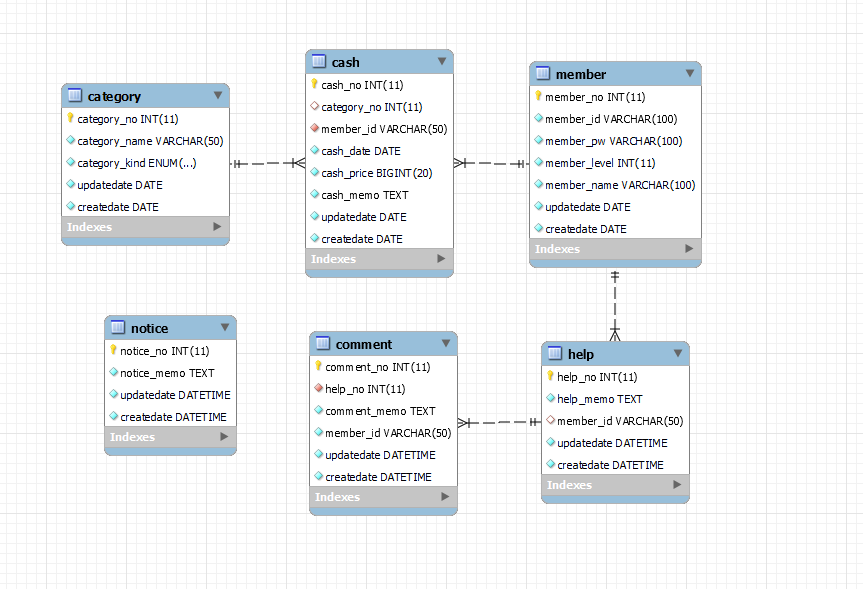 category
category_no INT(11)
category_name VARCHAR(50)
category_kind ENUM(...)
updatedate DATE
createdate DATE
Indexes
cash
cash_no INT(11)
category_no INT(11)
member_id VARCHAR(50)
cash_date DATE
cash_price BIGINT(20)
cash_memo TEXT
updatedate DATE
createdate DATE
Indexes
member
member_no INT(11)
member_id VARCHAR(100)
member_pw VARCHAR(100)
member_level INT(11)
member_name VARCHAR(100)
updatedate DATE
createdate DATE
Indexes
notice
notice_no INT(11)
notice_memo TEXT
updatedate DATETIME
createdate DATETIME
Indexes
comment
comment_no INT(11)
help_no INT(11)
comment_memo TEXT
member_id VARCHAR(50)
updatedate DATETIME
createdate DATETIME
Indexes
help
help_no INT(11)
help_memo TEXT
member_id VARCHAR(50)
updatedate DATETIME
createdate DATETIME
Indexes